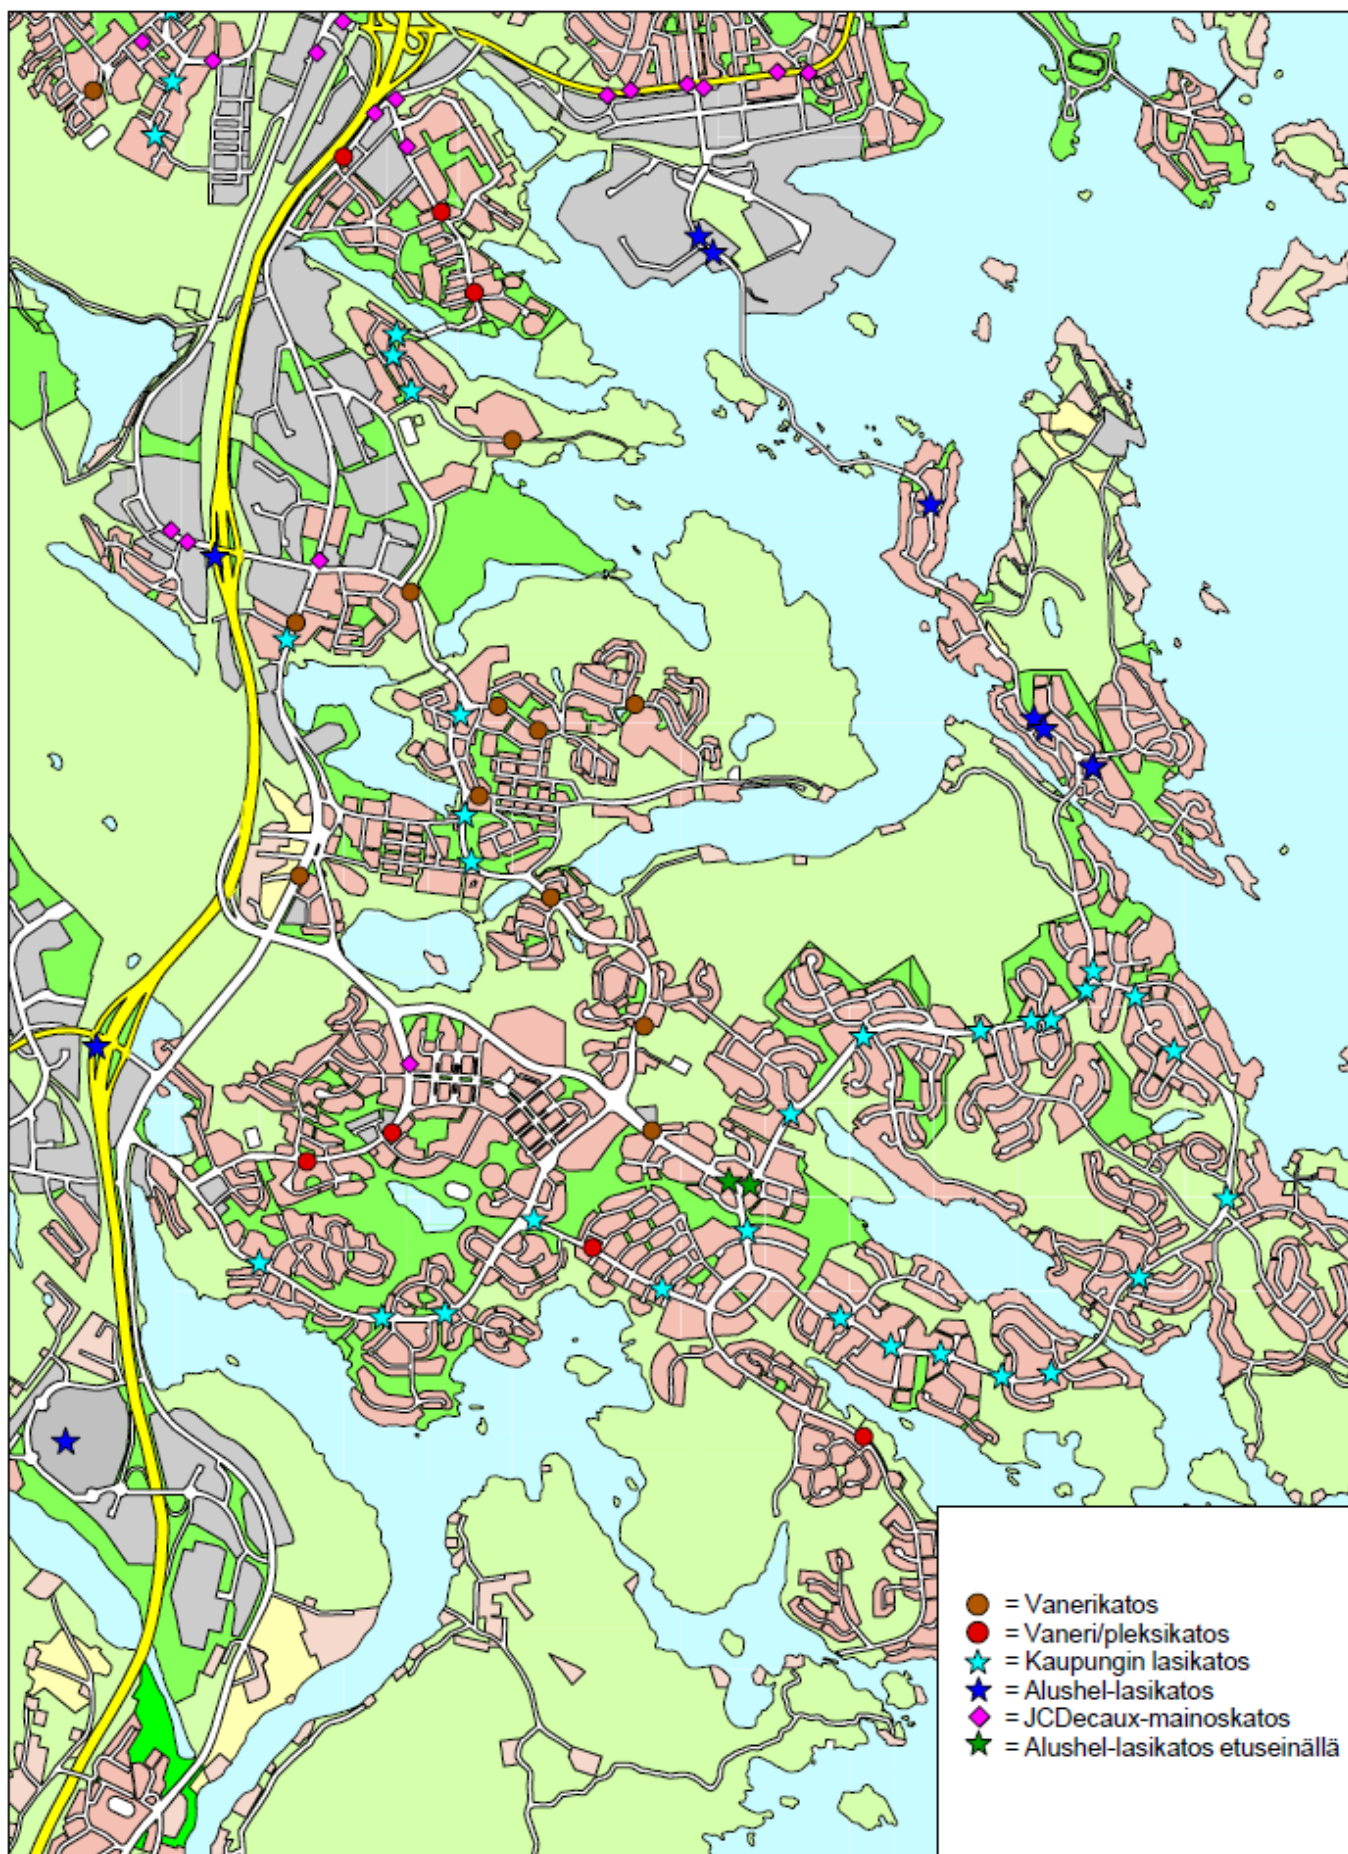 = Vanerikatos
= Vaneri/pleksikatos
= Kaupungin lasikatos
= Alushel-lasikatos
= JCDecaux-mainoskatos
= Alushel-lasikatos etuseinällä